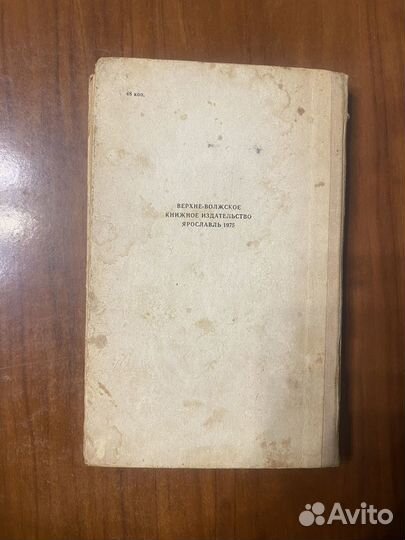 48 коп.
ВЕРХНЕ-ВОЛЖСКОЕ
КНИЖНОЕ ИЗДАТЕЛЬСТВО
ЯРОСЛАВЛЬ 1975
Avito